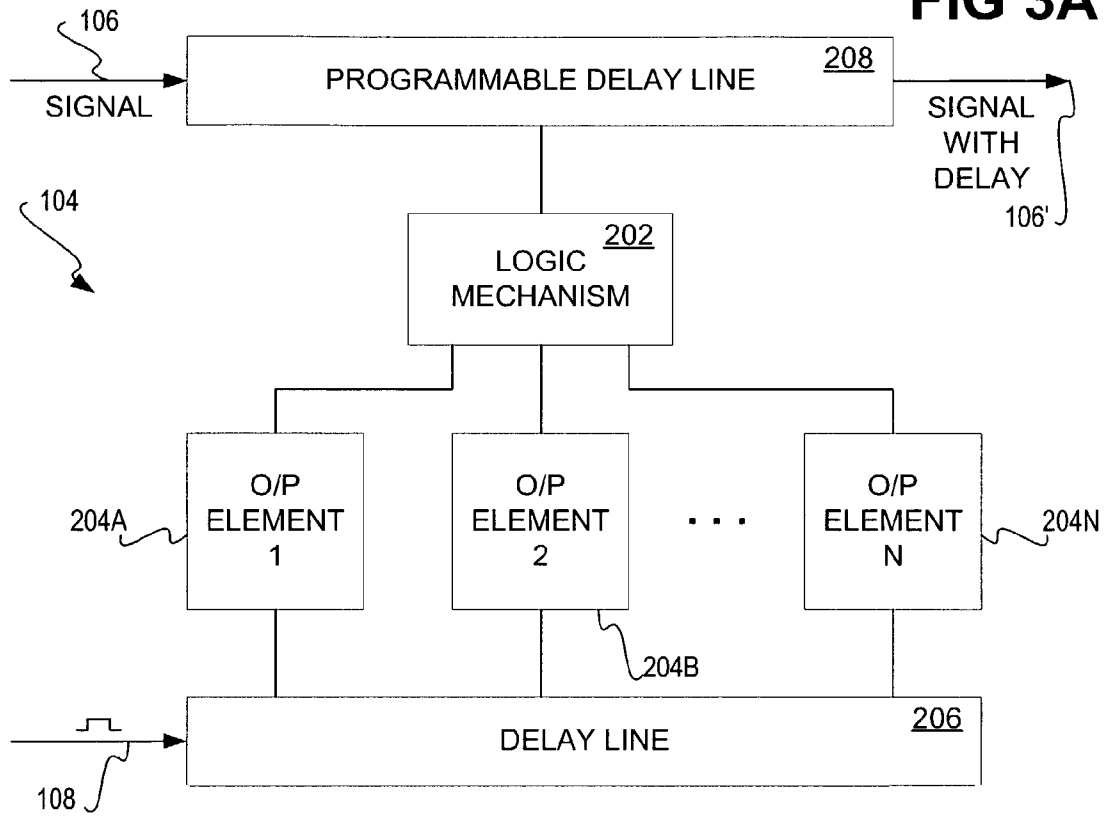 FIG 3A
106
SIGNAL
PROGRAMMABLE DELAY LINE
208
SIGNAL
WITH
DELAY
106'
104
202
LOGIC
MECHANISM
204A
O/P
ELEMENT
1
O/P
ELEMENT
2
. . .
O/P
ELEMENT
N
204N
204B
206
DELAY LINE
108